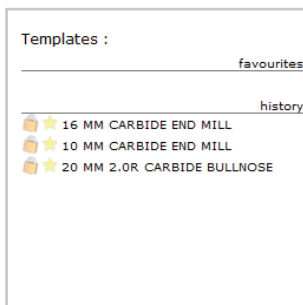 Templates :
favourites
history
16 MM CARBIDE END MILL
10 MM CARBIDE END MILL
20 MM 2.0R CARBIDE BULLNOSE